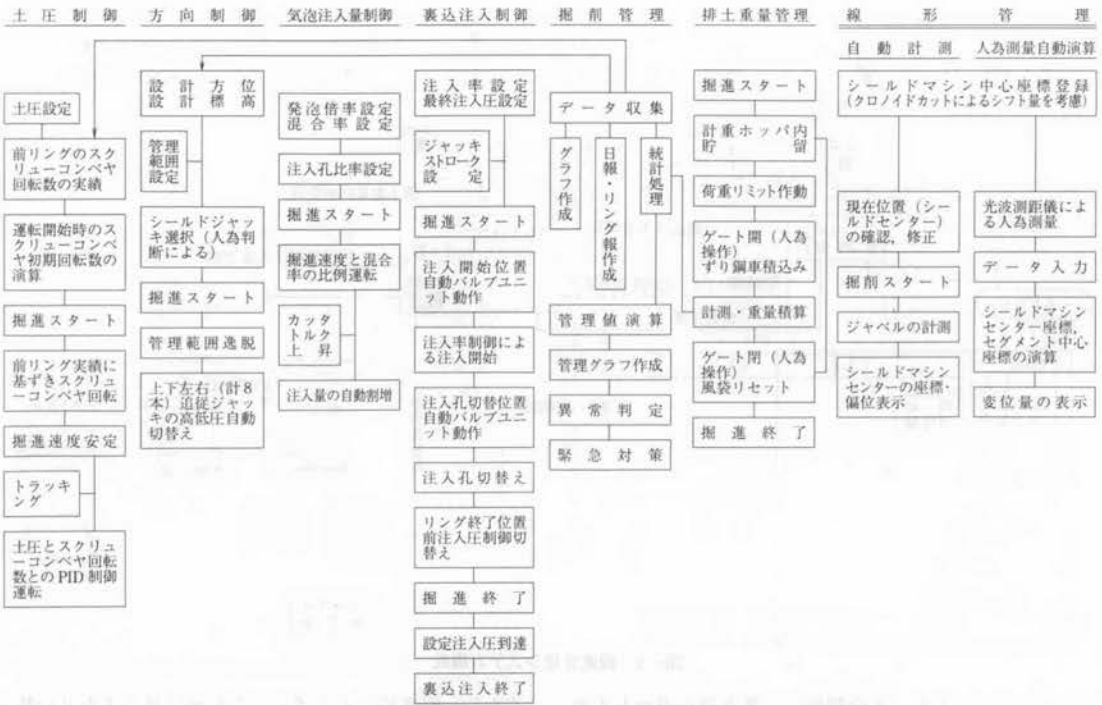 土圧制御
土圧設定
前リングのスク
リューコンベヤ
回転数の実績
運転開始時のス
クリューコンベ
ヤ初期回転数の
演算
掘進スタート
前リング実績に
基ずきスクリュ
ーコンベヤ回転
掘進速度安定
トラッキ
ング
土圧とスクリュ
ーコンベヤ回転
数とのPID制御
運転
方向制御
設計方位
設計標高
管理
範囲
設定
シールドジャッ
キ選択（人為判
断による）
掘進スタート
管理範囲逸脱
上下左右（計8
本）追従ジャッ
キの高低圧自動
切替え
気泡注入量制御
発泡倍率設定
混合率設定
注入孔比率設定
掘進スタート
掘進速度と混合
率の比例運転
カッタ
トルク
上昇
注入量の自動割増
裏込注入制御
注入率設定
最終注入圧設定
ジャッキ
ストローク
設定
掘進スタート
注入開始位置
自動バルブユニ
ット動作
注入率制御によ
る注入開始
注入孔切替位置
自動バルブユニ
ット動作
注入孔切替え
リング終了位置
前注入圧制御切
替え
掘進終了
設定注入圧到達
裏込注入終了
掘削管理
データ収集
グラフ作成
日報・リング報作成
統計処理
管理値演算
管理グラフ作成
異常判定
緊急対策
排土重量管理
掘進スタート
計重ホッパ内
貯留
荷重リミット作動
ゲート開（人為
操作）
ずり鋼車積込み
計測・重量積算
ゲート閉（人為
操作）
風袋リセット
掘進終了
線形管理
自動計測
人為測量自動演算
シールドマシン中心座標登録
（クロノイドカットによるシフト量を考慮）
現在位置（シー
ルドセンター）
の確認，修正
掘削スタート
ジャベルの計測
シールドマシン
センターの座標・
偏位表示
光波測距儀によ
る人為測量
データ入力
シールドマシン
センター座標，
セグメント中心
座標の演算
変位量の表示